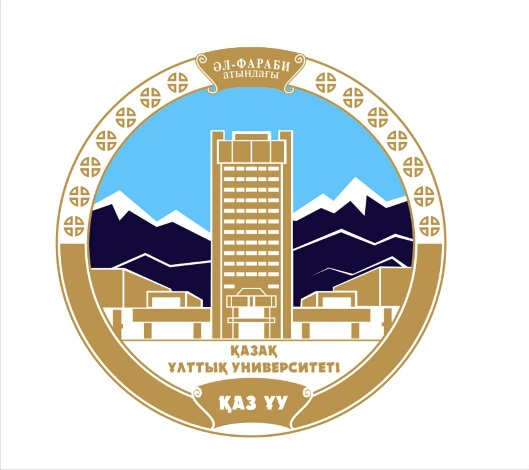 ӘЛ-ФАРАБИ
атындағы
ҚАЗАҚ
ҰЛТТЫҚ УНИВЕРСИТЕТІ
ҚАЗ ҰУ